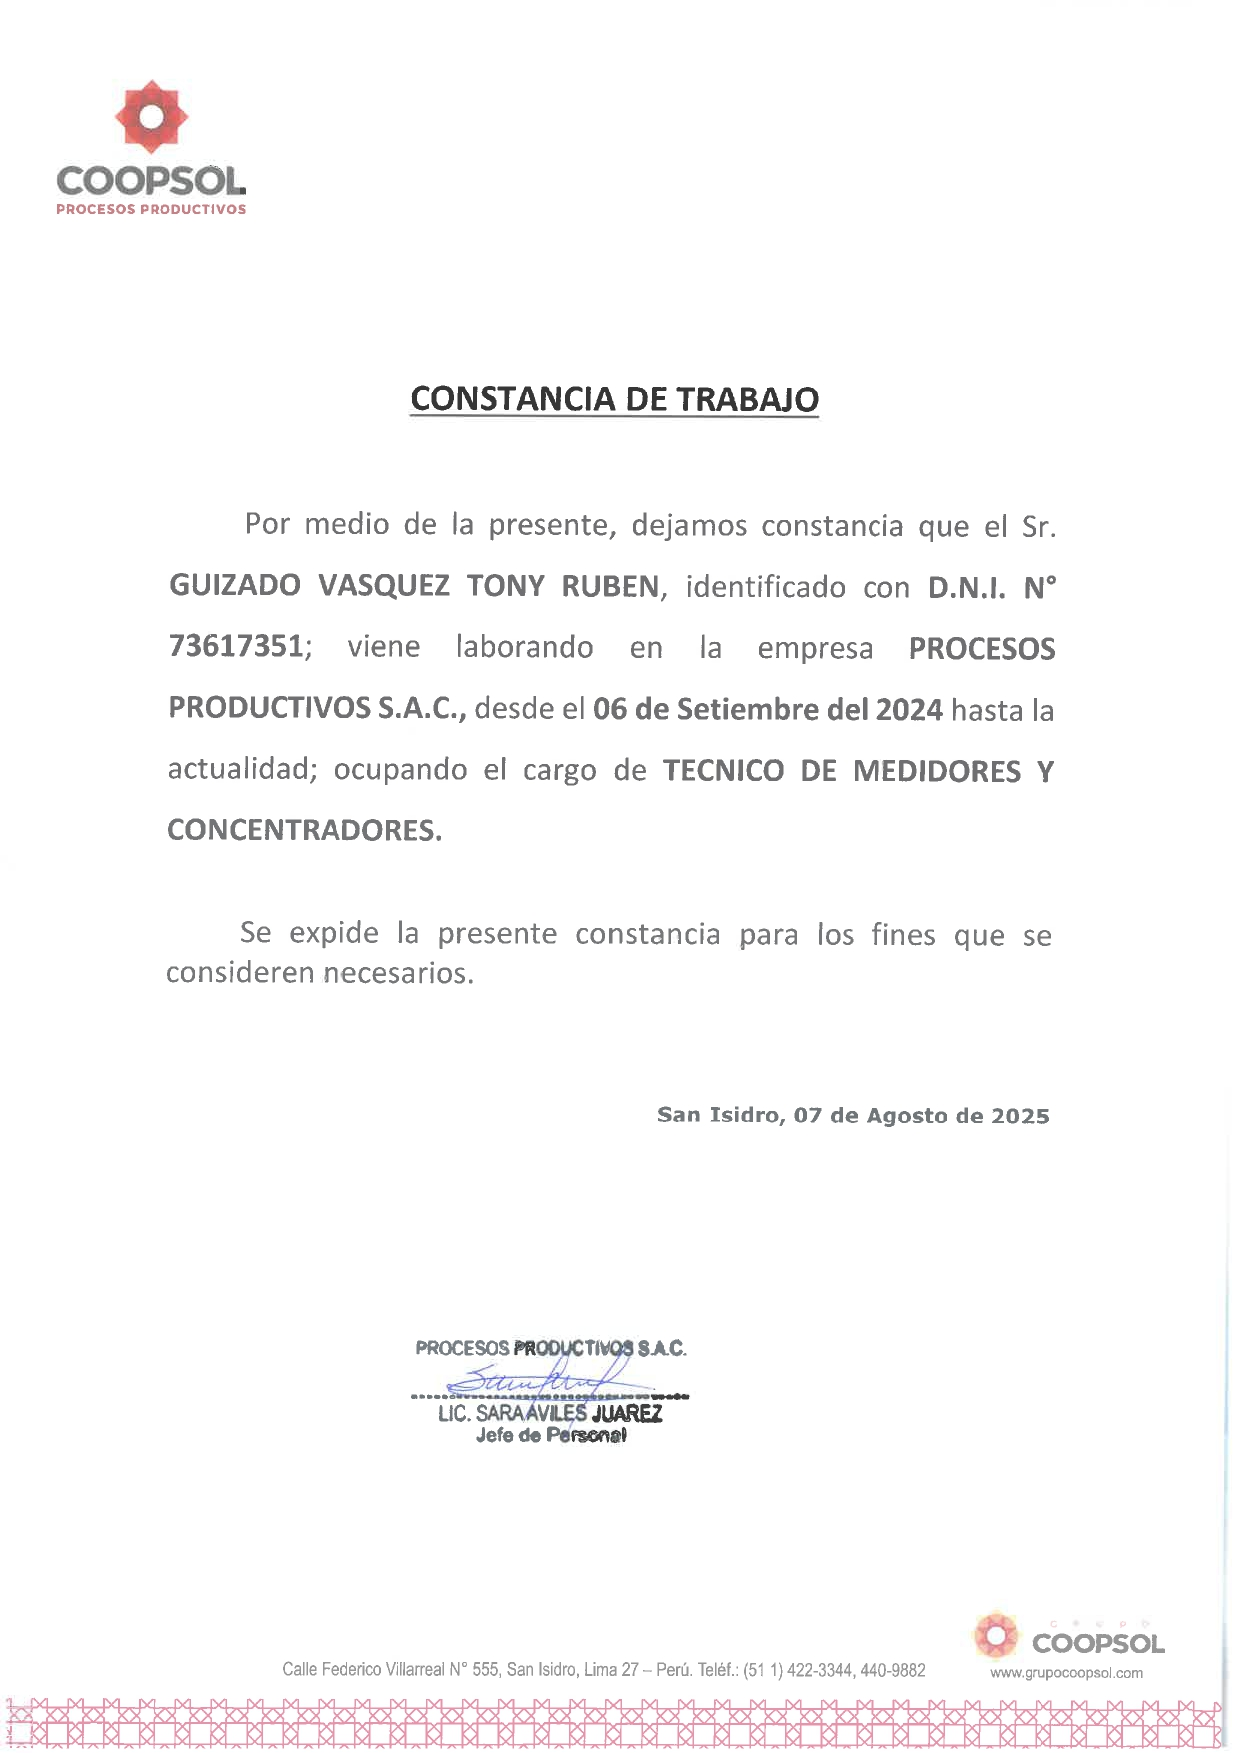 COOPSOL
PROCESOS PRODUCTIVOS
CONSTANCIA DE TRABAJO
Por medio de la presente, dejamos constancia que el Sr.
GUIZADO VASQUEZ TONY RUBEN, identificado con D.N.I. N°
73617351; viene laborando en la empresa PROCESOS
PRODUCTIVOS S.A.C., desde el 06 de Setiembre del 2024 hasta la
actualidad; ocupando el cargo de TECNICO DE MEDIDORES Y
CONCENTRADORES.
Se expide la presente constancia para los fines que se
consideren necesarios.
San Isidro, 07 de Agosto de 2025
PROCESOS PRODUCTIVOS S.A.C.
LIC. SARA AVILES JUAREZ
Jefe de Personal
GRUPO
COOPSOL
Calle Federico Villarreal N° 555, San Isidro, Lima 27 – Perú. Teléf.: (51 1) 422-3344, 440-9882
www.grupocoopsol.com